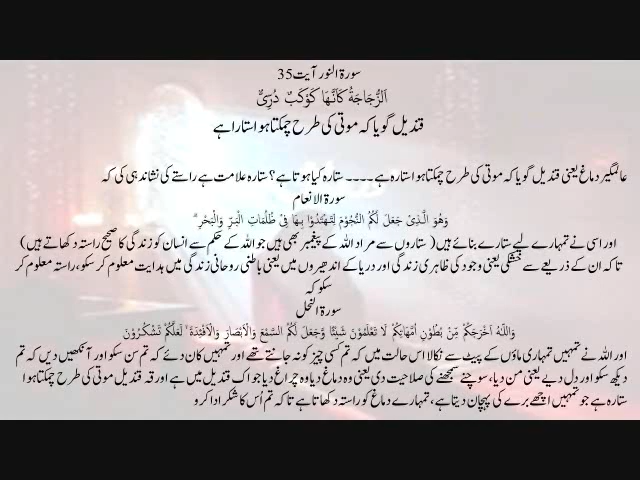 سورۃ النور آیت 35
اَلزُّجَاجَةُ كَاَنَّهَا كَوْكَبٌ دُرِّىٌّ
قندیل گویا کہ موتی کی طرح چمکتا ہوا ستارا ہے
عالمگیر دماغ یعنی قندیل گویا کہ موتی کی طرح چمکتا ہوا ستارہ ہے ۔۔۔۔ ستارہ کیا ہوتا ہے؟ ستارہ علامت ہے راستے کی نشاندہی کی کہ
سورۃ الانعام
وَهُوَ الَّذِىْ جَعَلَ لَكُمُ النُّجُوْمَ لِتَهْتَدُوْا بِهَا فِىْ ظُلُمَاتِ الْبَرِّ وَالْبَحْرِ ۗ
اور اسی نے تمہارے لیے ستارے بنائے ہیں (ستاروں سے مراد اللہ کے پیغمبر بھی ہیں جو اللہ کے حکم سے انسان کو زندگی کا صحیح راستہ دکھاتے ہیں)
تاکہ ان کے ذریعے سے خشکی یعنی وجود کی ظاہری زندگی اور دریا کے اندھیروں میں یعنی باطنی روحانی زندگی میں ہدایت معلوم کر سکو، راستہ معلوم کر
سکو کہ
سورۃ النحل
وَاللّٰهُ اَخْرَجَكُمْ مِّنْ بُطُوْنِ اُمَّهَاتِكُمْ لَا تَعْلَمُوْنَ شَيْئًا وَّجَعَلَ لَكُمُ السَّمْعَ وَالْاَبْصَارَ وَالْاَفْئِدَةَ ۙ لَعَلَّكُمْ تَشْكُرُوْنَ
اور اللہ نے تمہیں تمہاری ماؤں کے پیٹ سے نکالا اس حالت میں کہ تم کسی چیز کو نہ جانتے تھے اور تمہیں کان دئے کہ تم سن سکو اور آنکھیں دیں کہ تم
دیکھ سکو اور دل دیے یعنی من دیا، سوچنے سمجھنے کی صلاحیت دی یعنی وہ دماغ دیا وہ چراغ دیا جو اک قندیل میں ہے اور قہ قندیل موتی کی طرح چمکتا ہوا
ستارہ ہے جو تمہیں اچھے برے کی پہچان دیتا ہے، تمہارے دماغ کو راستہ دکھاتا ہے تاکہ تم اُس کا شکر ادا کرو